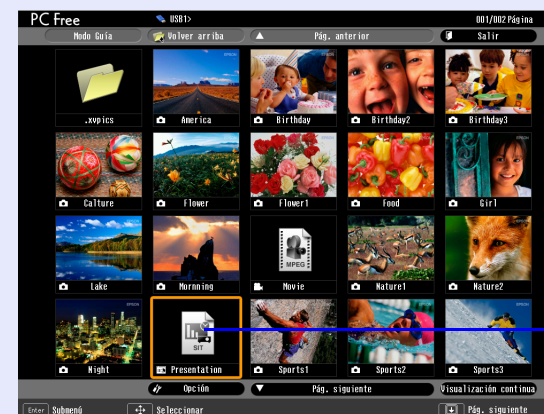 PC Free USB1> 001/002 Página
Modo Guía Volver arriba Pág. anterior Salir
.xvpics America Birthday Birthday2 Birthday3
Calture Flower Flower1 Food Girl
MPEG
Lake Mornning Movie Nature1 Nature2
SIT
Night Presentation Sports1 Sports2 Sports3
Opción Pág. siguiente Visualización continua
Enter Submenú Seleccionar Pág. siguiente